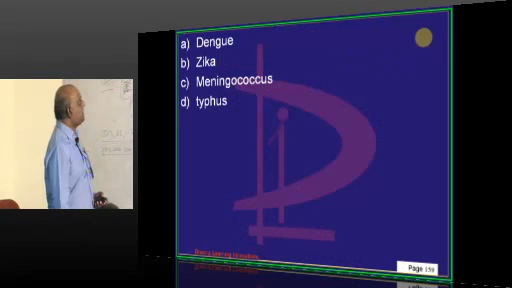 a) Dengue
b) Zika
c) Meningococcus
d) typhus
Page 159